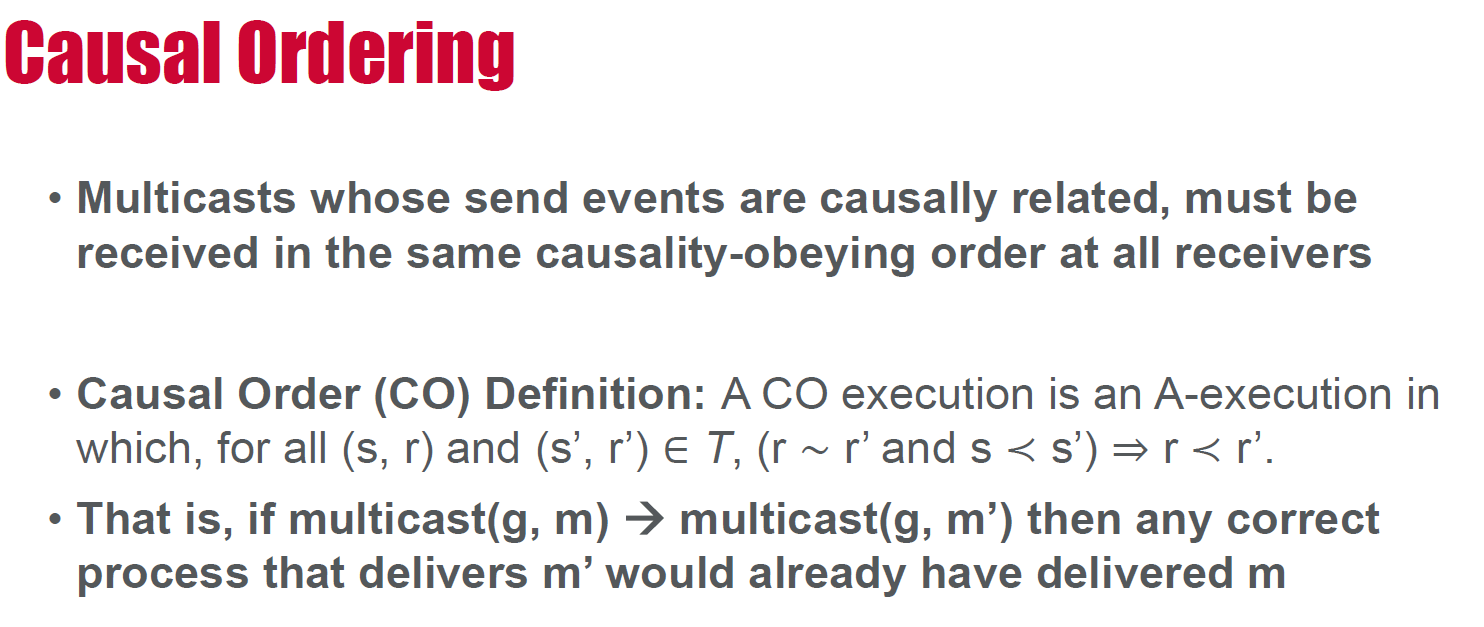 Causal Ordering
• Multicasts whose send events are causally related, must be
received in the same causality-obeying order at all receivers
• Causal Order (CO) Definition: A CO execution is an A-execution in
which, for all (s, r) and (s’, r’) ∈ T, (r ~ r’ and s ≺ s’) ⇒ r ≺ r’.
• That is, if multicast(g, m) → multicast(g, m’) then any correct
process that delivers m’ would already have delivered m